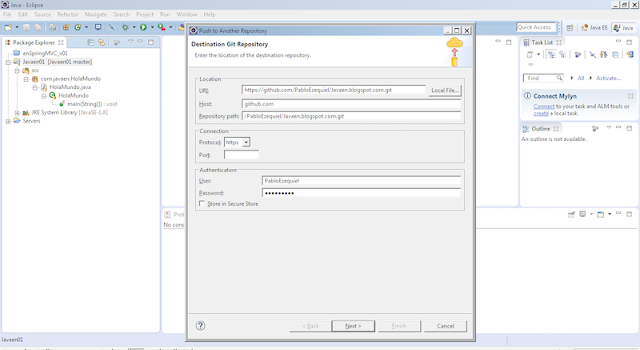 Java - Eclipse
File Edit Source Refactor Navigate Search Project Run Window Help
Quick Access
Java EE
Java
Package Explorer
enSpringMVC_v01
Javaen01 [Javaen01 master]
src
com.javaen.HolaMundo
HolaMundo.java
HolaMundo
main(String[]) : void
JRE System Library [JavaSE-1.8]
Servers
Push to Another Repository
Destination Git Repository
Enter the location of the destination repository.
Location
URI:
https://github.com/PabloEzequiel/Javaen.blogspot.com.git
Local File...
Host:
github.com
Repository path:
/PabloEzequiel/Javaen.blogspot.com.git
Connection
Protocol:
https
Port:
Authentication
User:
PabloEzequiel
Password:
•••••••••
Store in Secure Store
< Back
Next >
Finish
Cancel
Task List
Find
All
Activate...
Connect Mylyn
Connect to your task and ALM tools or
create a local task.
Outline
An outline is not available.
No cons
Javaen01